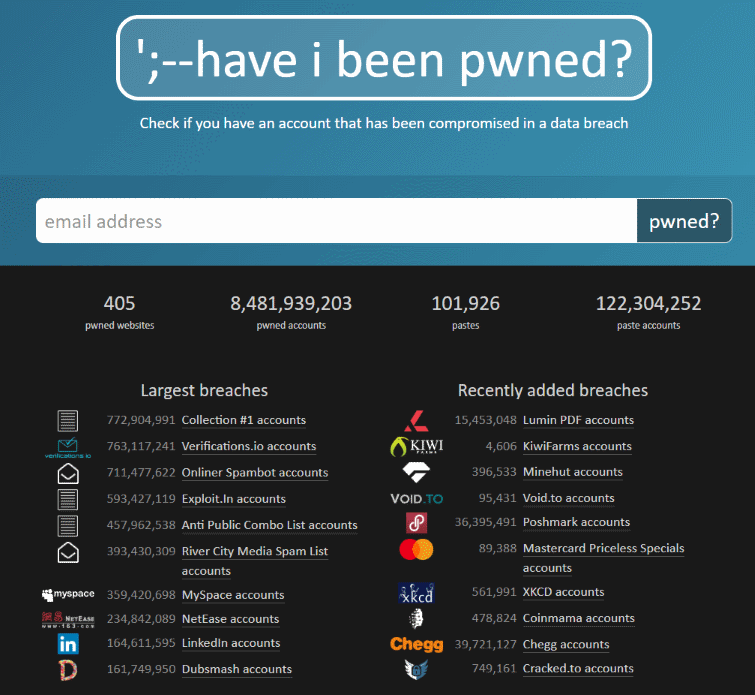 ';--have i been pwned?
Check if you have an account that has been compromised in a data breach
email address
pwned?
405
pwned websites
8,481,939,203
pwned accounts
101,926
pastes
122,304,252
paste accounts
Largest breaches
772,904,991 Collection #1 accounts
verifications.io 763,117,241 Verifications.io accounts
711,477,622 Onliner Spambot accounts
593,427,119 Exploit.In accounts
457,962,538 Anti Public Combo List accounts
393,430,309 River City Media Spam List
accounts
myspace 359,420,698 MySpace accounts
NETEASE www.163.com 234,842,089 NetEase accounts
in 164,611,595 LinkedIn accounts
D 161,749,950 Dubsmash accounts
Recently added breaches
15,453,048 Lumin PDF accounts
KIWI FARMS 4,606 KiwiFarms accounts
396,533 Minehut accounts
VOID.TO 95,431 Void.to accounts
36,395,491 Poshmark accounts
89,388 Mastercard Priceless Specials
accounts
xkcd 561,991 XKCD accounts
478,824 Coinmama accounts
Chegg 39,721,127 Chegg accounts
749,161 Cracked.to accounts